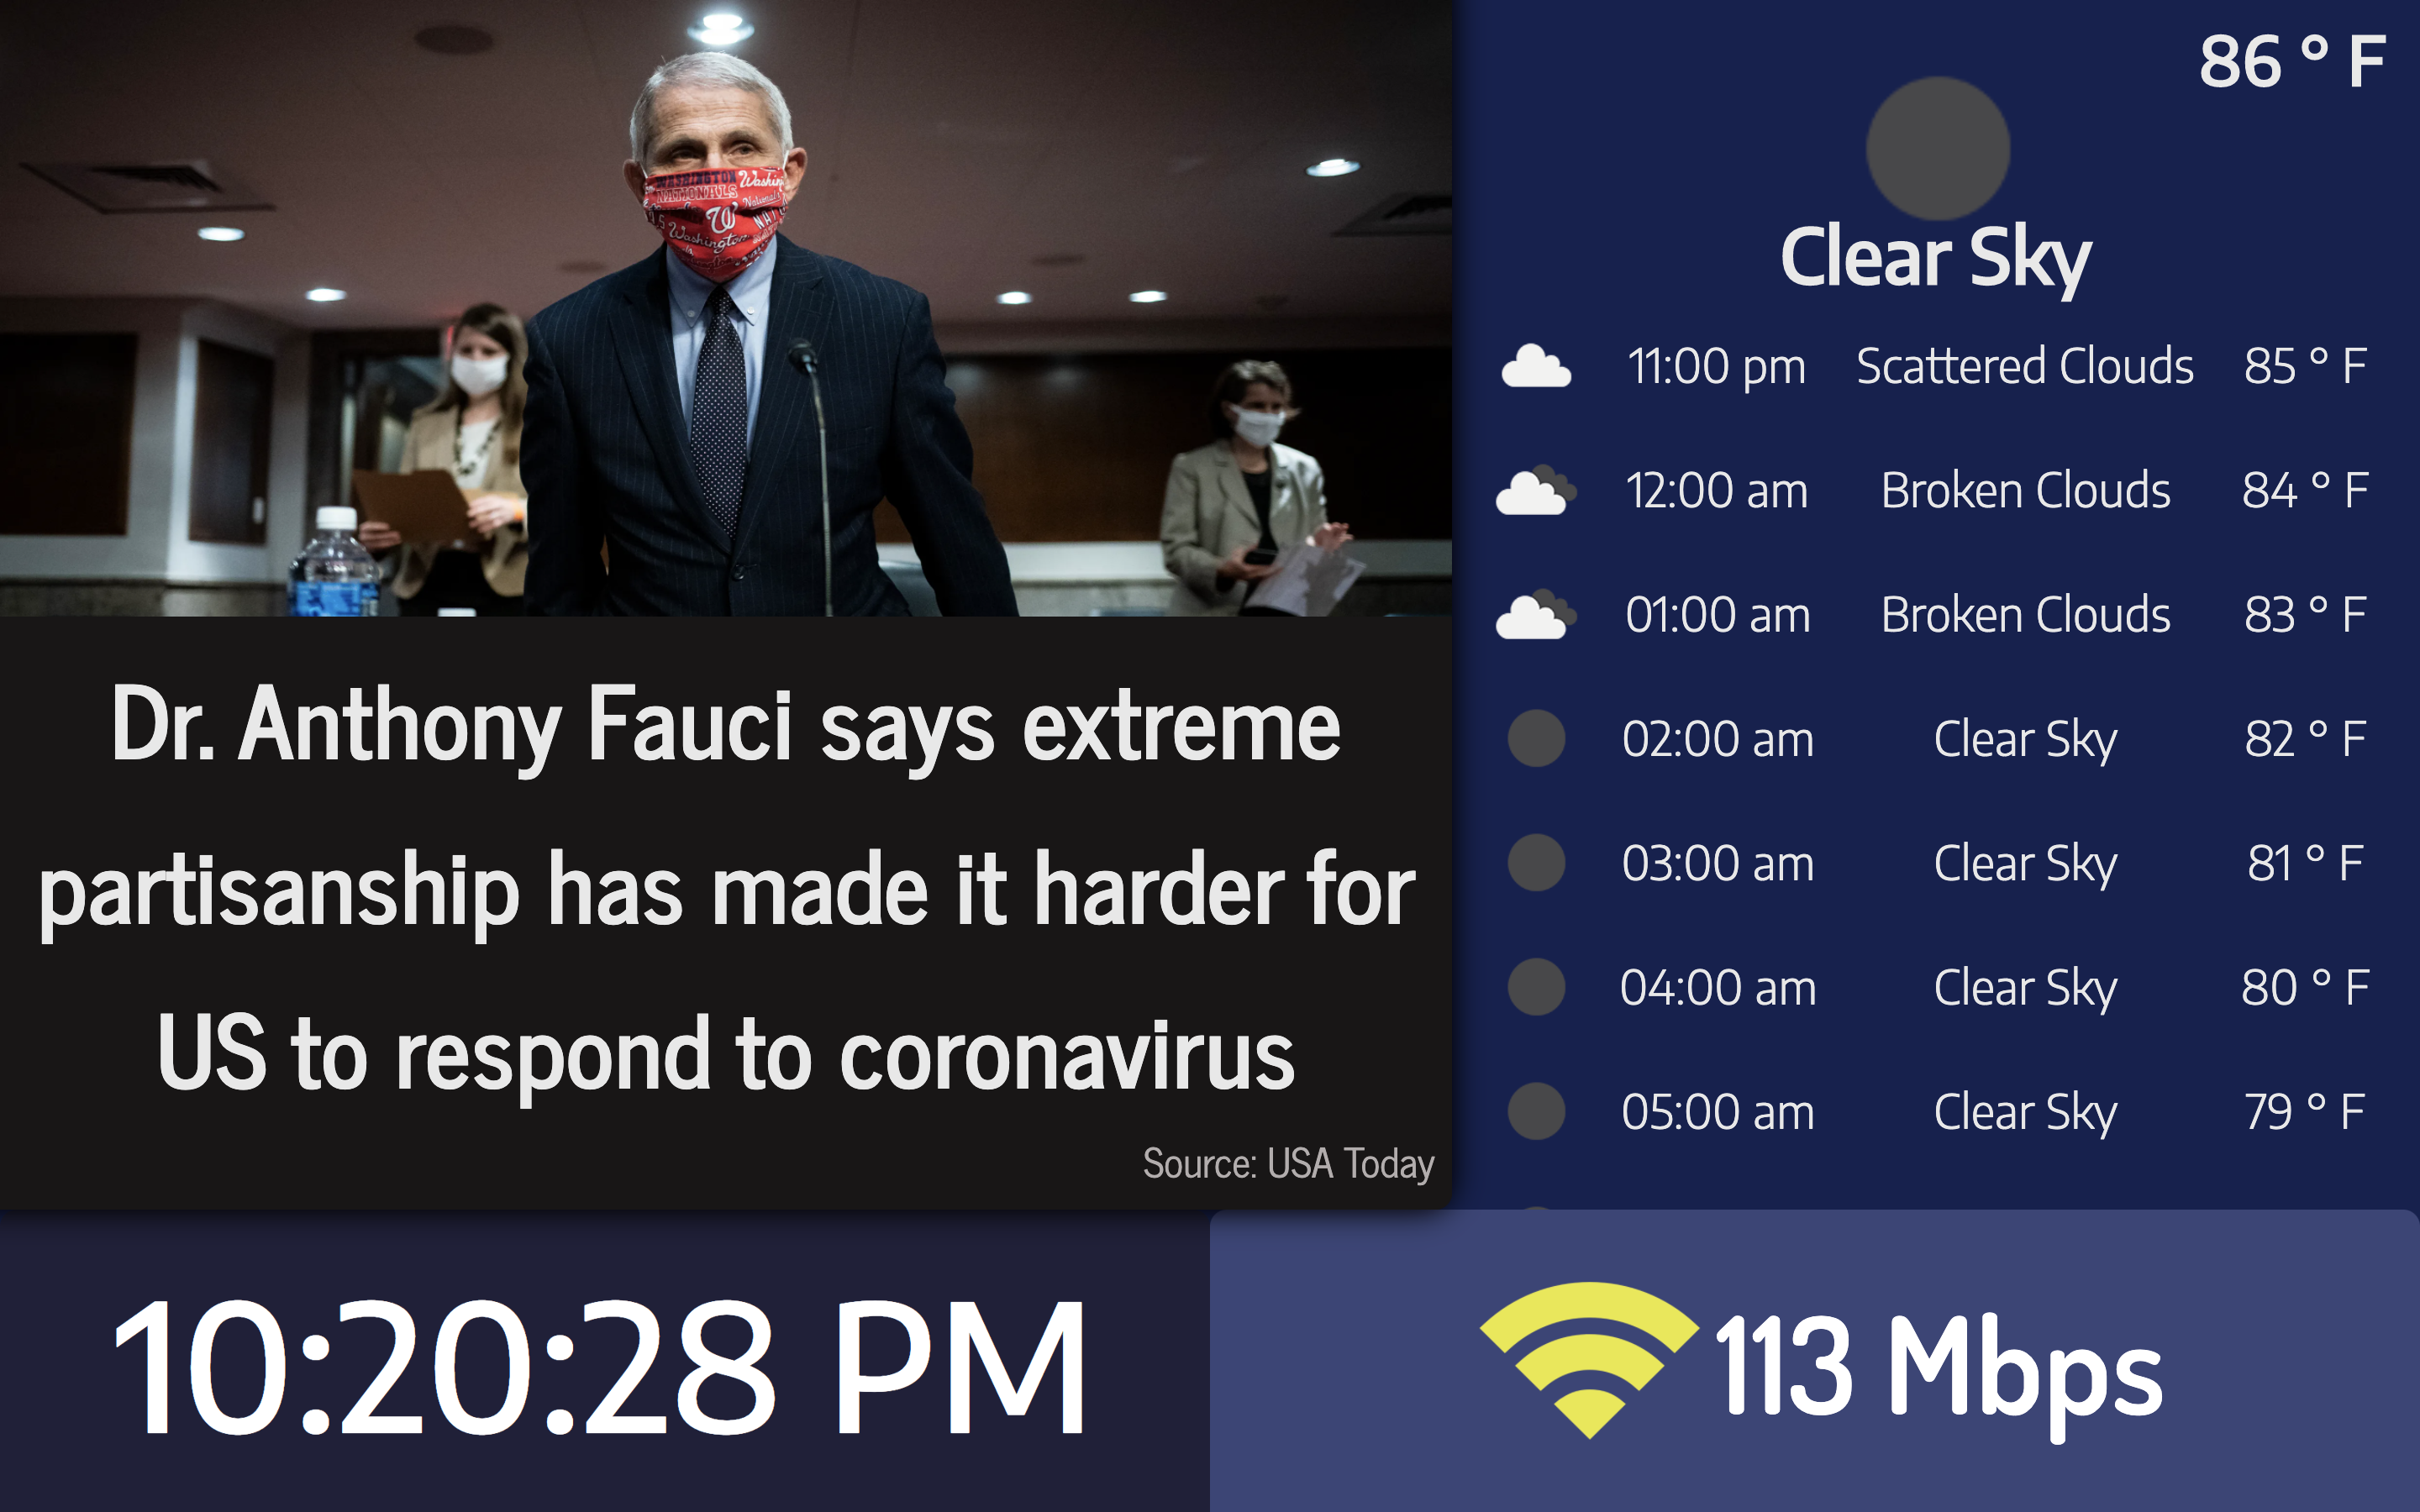 WASHINGTON
NATIONALS
W
Washington
Dr. Anthony Fauci says extreme
partisanship has made it harder for
US to respond to coronavirus
Source: USA Today
86 ° F
Clear Sky
11:00 pm Scattered Clouds 85 ° F
12:00 am Broken Clouds 84 ° F
01:00 am Broken Clouds 83 ° F
02:00 am Clear Sky 82 ° F
03:00 am Clear Sky 81 ° F
04:00 am Clear Sky 80 ° F
05:00 am Clear Sky 79 ° F
10:20:28 PM
113 Mbps